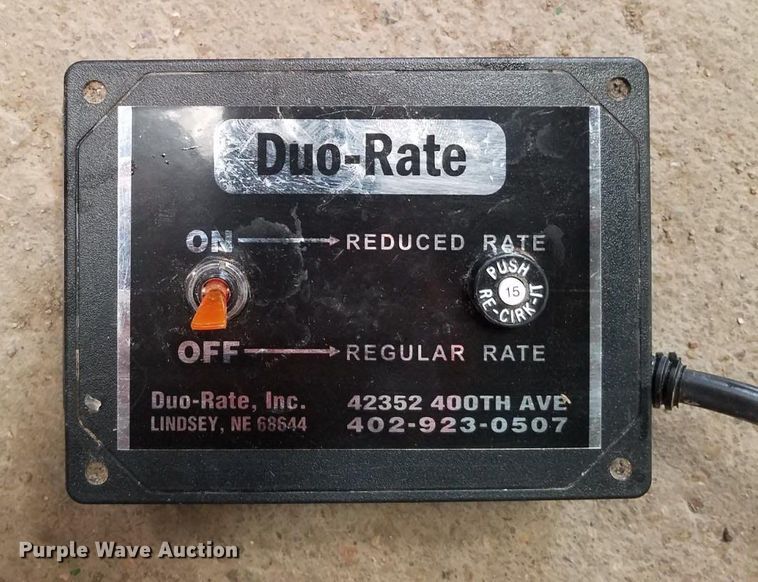 Duo-Rate
ON REDUCED RATE
PUSH
15
RE-CIRK-IT
OFF REGULAR RATE
Duo-Rate, Inc. 42352 400TH AVE
LINDSEY, NE 68644 402-923-0507
Purple Wave Auction